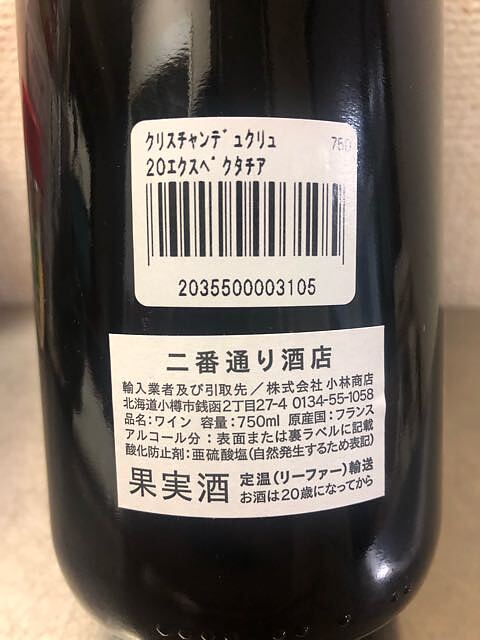 クリスチャンデュクリュ 750
20エクスペクタチア
2035500003105
二番通り酒店
輸入業者及び引取先／株式会社 小林商店
北海道小樽市銭函2丁目27-4 0134-55-1058
品名:ワイン 容量:750ml 原産国:フランス
アルコール分:表面または裏ラベルに記載
酸化防止剤:亜硫酸塩(自然発生するため表記)
果実酒 定温(リーファー)輸送
お酒は20歳になってから